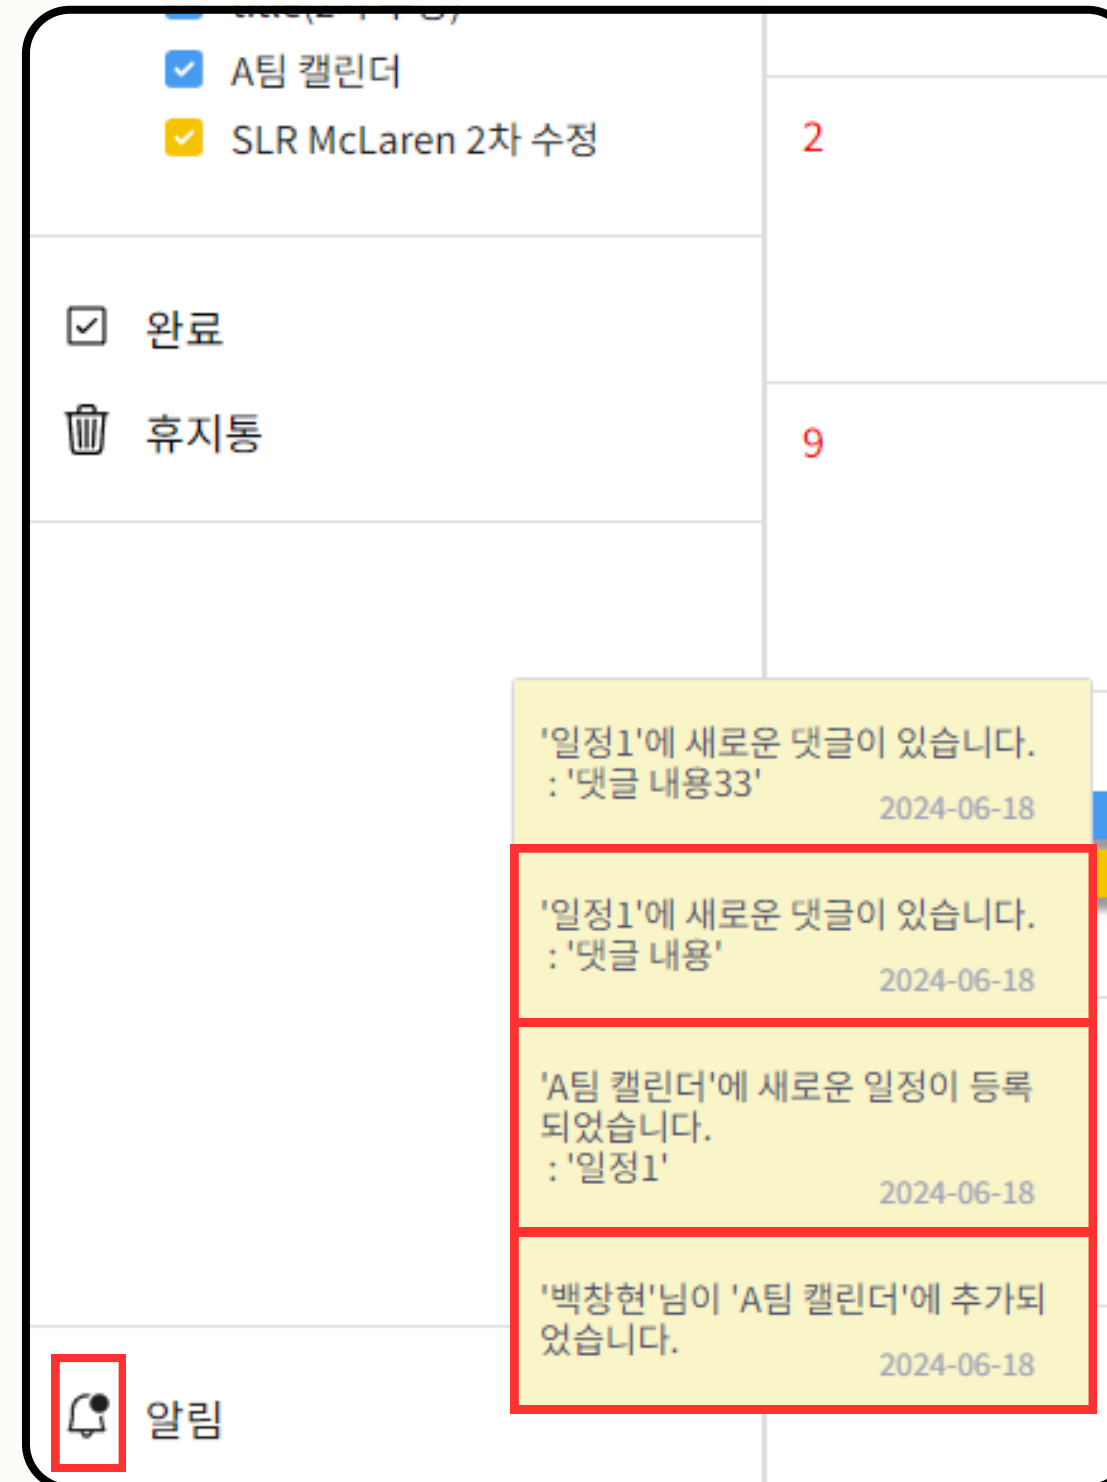 A팀 캘린더
SLR McLaren 2차 수정
완료
휴지통
알림
2
9
'일정1'에 새로운 댓글이 있습니다.
: '댓글 내용33'
2024-06-18
'일정1'에 새로운 댓글이 있습니다.
: '댓글 내용'
2024-06-18
'A팀 캘린더'에 새로운 일정이 등록
되었습니다.
: '일정1'
2024-06-18
'백창현'님이 'A팀 캘린더'에 추가되
었습니다.
2024-06-18